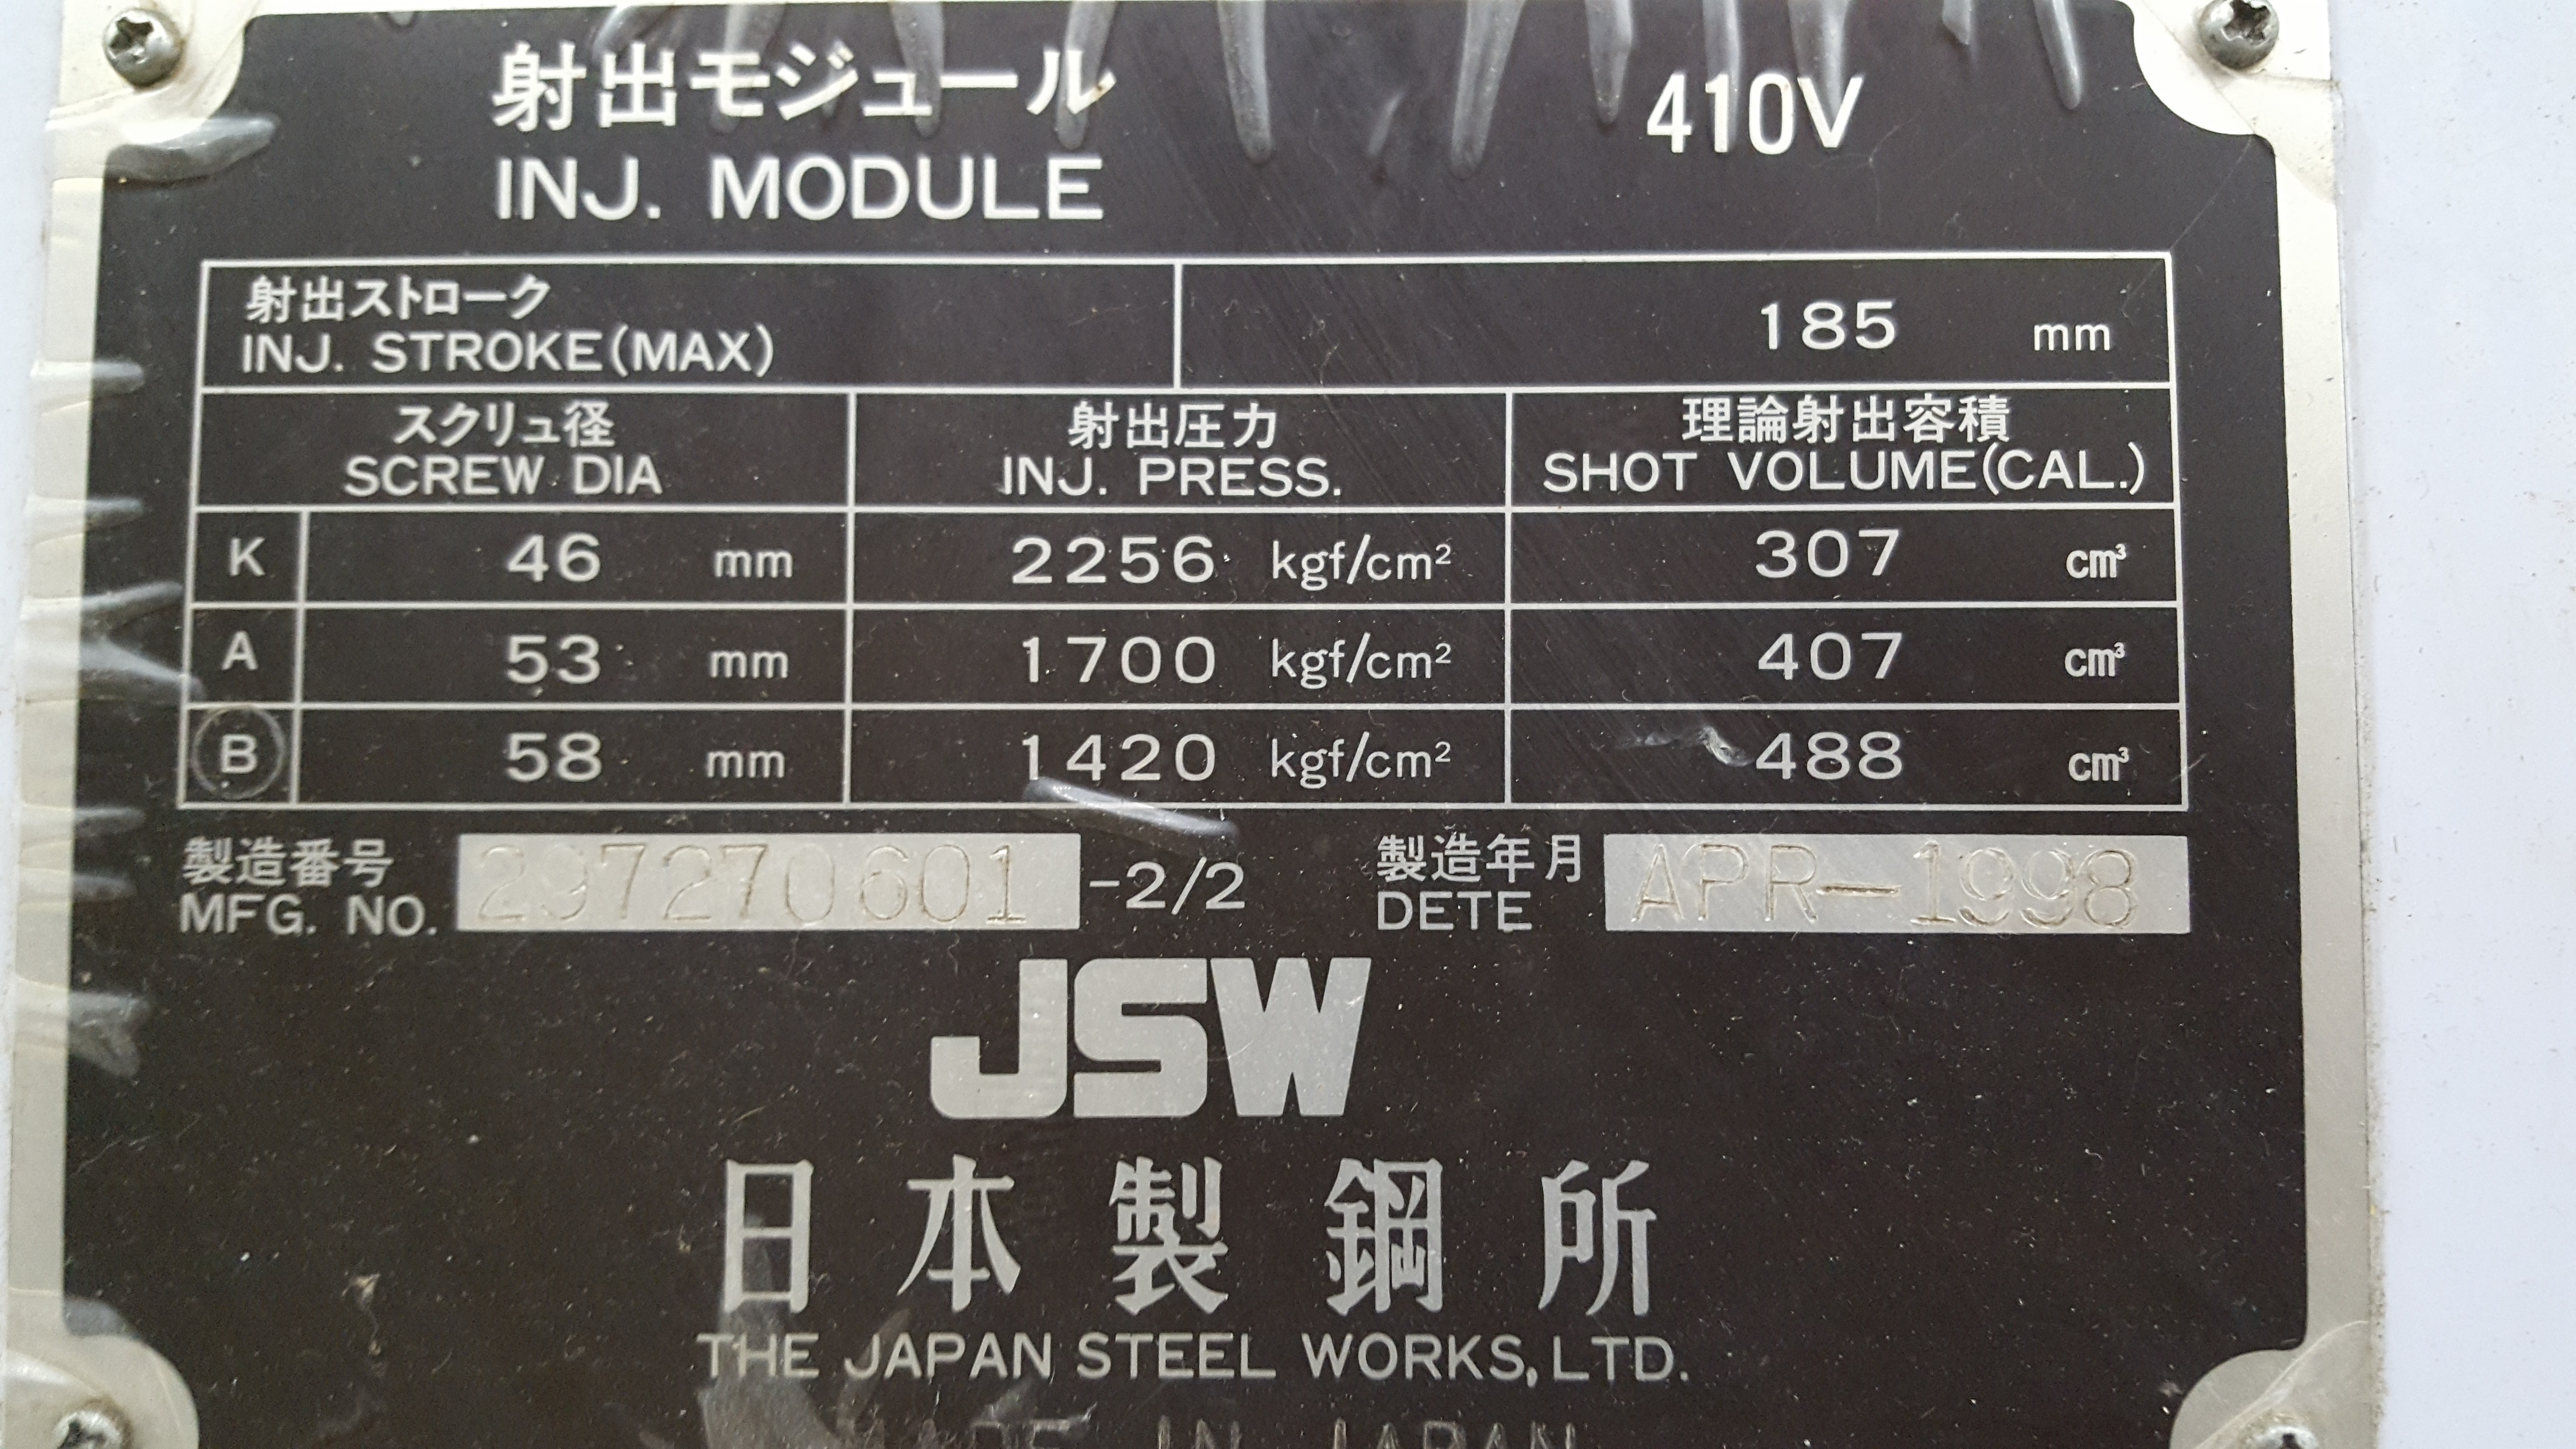 射出モジュール 410V
INJ. MODULE
射出ストローク
INJ. STROKE(MAX) 185 mm
スクリュ径 射出圧力 理論射出容積
SCREW DIA INJ. PRESS. SHOT VOLUME(CAL.)
K 46 mm 2256 kgf/cm² 307 cm³
A 53 mm 1700 kgf/cm² 407 cm³
B 58 mm 1420 kgf/cm² 488 cm³
製造番号 製造年月
MFG. NO. 297270601 -2/2 DETE APR-1998
JSW
日本製鋼所
THE JAPAN STEEL WORKS, LTD.
MADE IN JAPAN